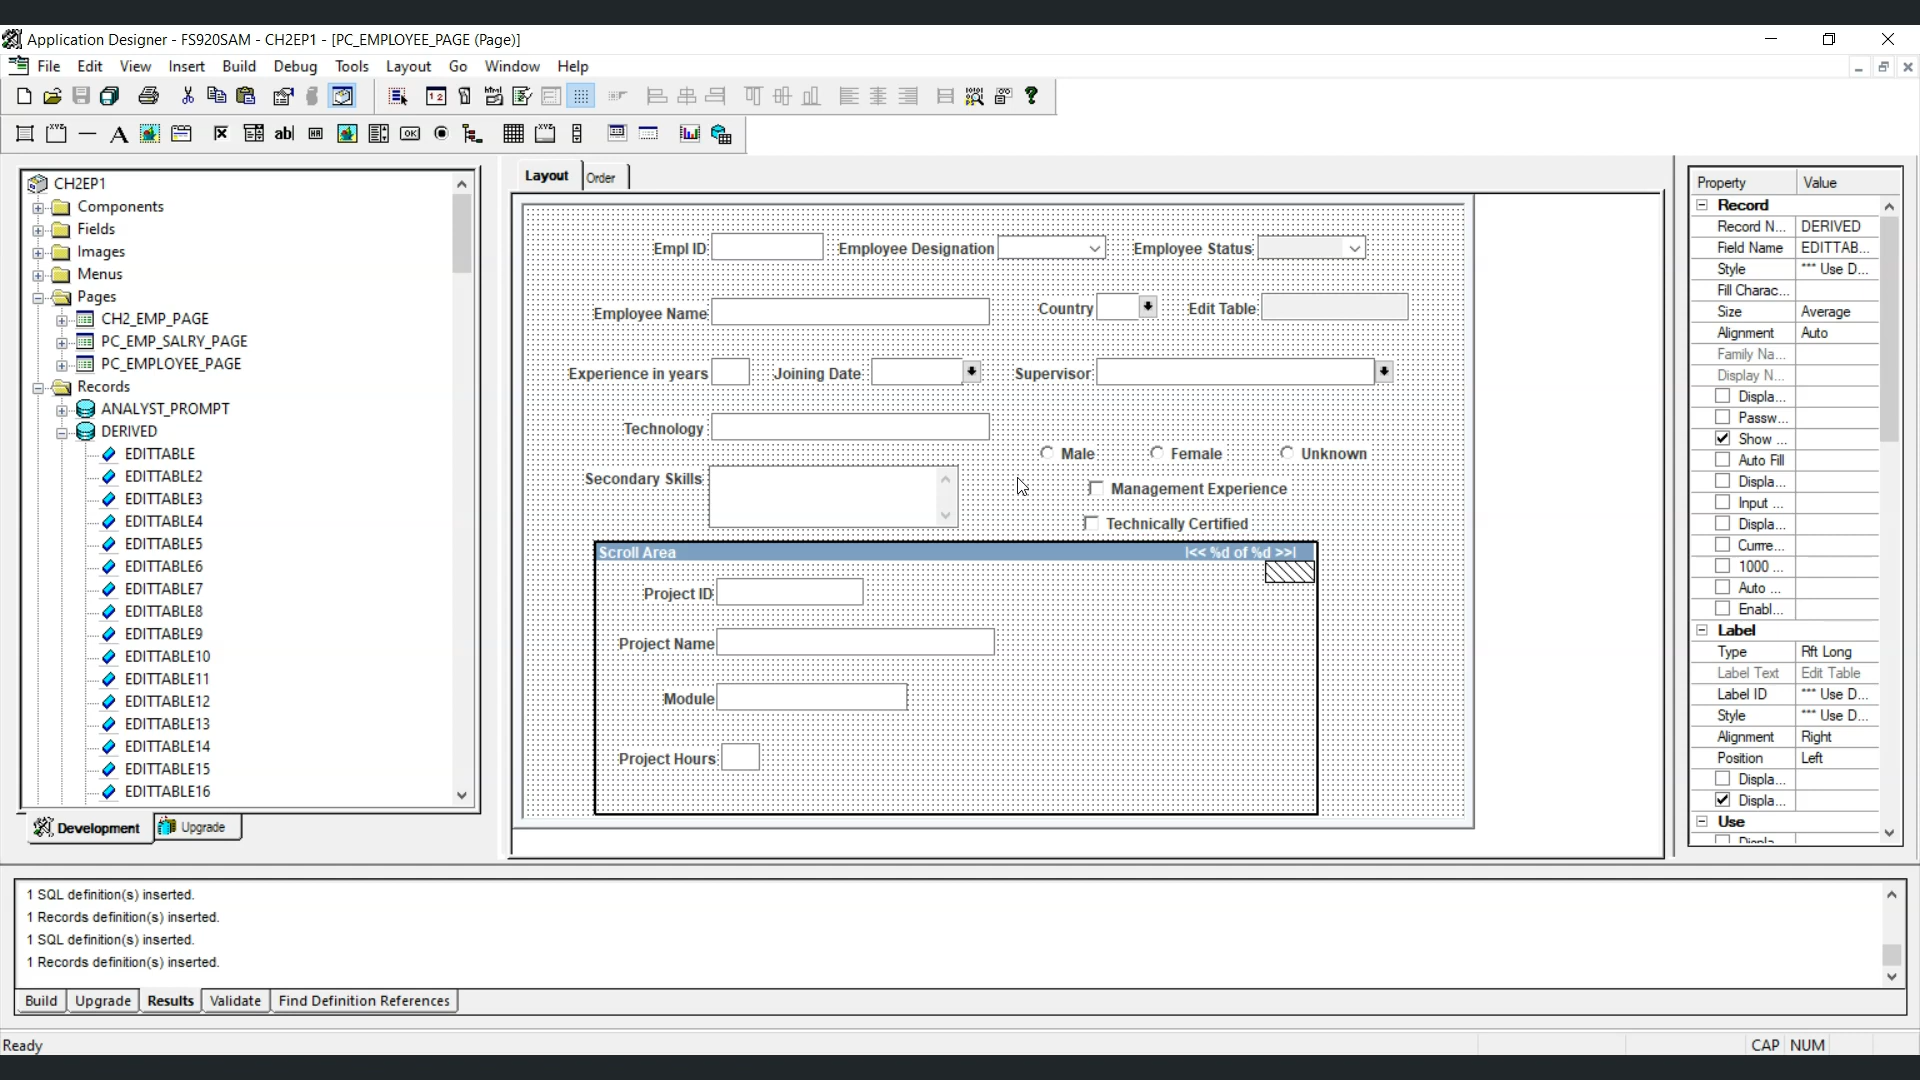 Application Designer - FS920SAM - CH2EP1 - [PC_EMPLOYEE_PAGE (Page)]
File Edit View Insert Build Debug Tools Layout Go Window Help
CH2EP1
Components
Fields
Images
Menus
Pages
CH2_EMP_PAGE
PC_EMP_SALRY_PAGE
PC_EMPLOYEE_PAGE
Records
ANALYST_PROMPT
DERIVED
EDITTABLE
EDITTABLE2
EDITTABLE3
EDITTABLE4
EDITTABLE5
EDITTABLE6
EDITTABLE7
EDITTABLE8
EDITTABLE9
EDITTABLE10
EDITTABLE11
EDITTABLE12
EDITTABLE13
EDITTABLE14
EDITTABLE15
EDITTABLE16
Development Upgrade
Layout Order
Empl ID Employee Designation Employee Status
Employee Name Country Edit Table
Experience in years Joining Date Supervisor
Technology
Male Female Unknown
Secondary Skills
Management Experience
Technically Certified
Scroll Area |<< %d of %d >>|
Project ID
Project Name
Module
Project Hours
Property Value
Record
Record N... DERIVED
Field Name EDITTAB...
Style *** Use D...
Fill Charac...
Size Average
Alignment Auto
Family Na...
Display N...
Displa...
Passw...
Show ...
Auto Fill
Displa...
Input ...
Displa...
Curre...
1000 ...
Auto ...
Enabl...
Label
Type Rft Long
Label Text Edit Table
Label ID *** Use D...
Style *** Use D...
Alignment Right
Position Left
Displa...
Displa...
Use
1 SQL definition(s) inserted.
1 Records definition(s) inserted.
1 SQL definition(s) inserted.
1 Records definition(s) inserted.
Build Upgrade Results Validate Find Definition References
Ready CAP NUM